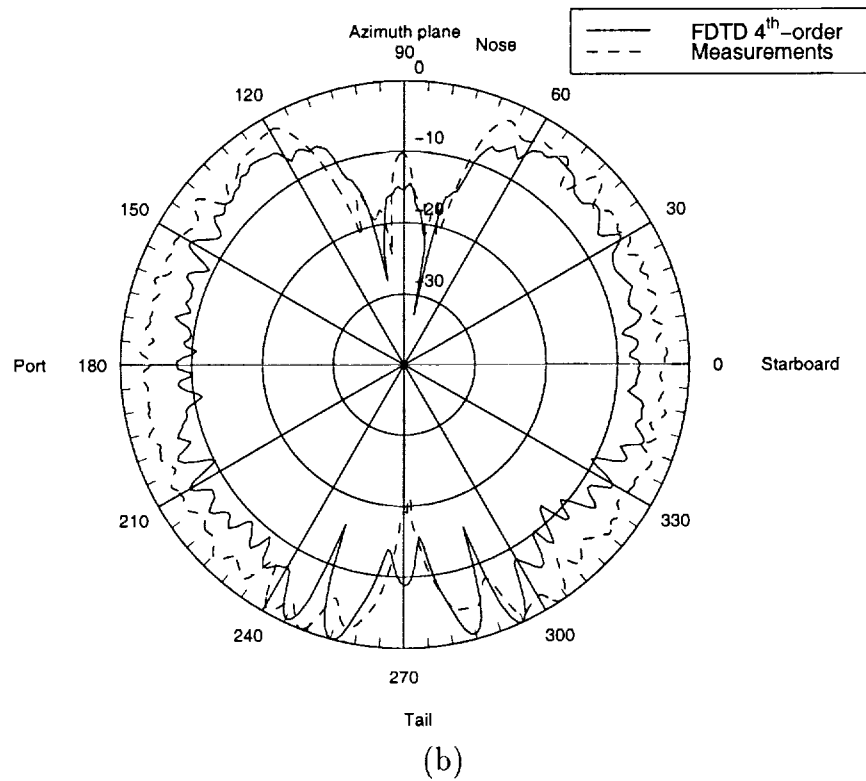 FDTD 4th-order
Measurements
Azimuth plane
Nose
90
0
120
60
-10
150
30
-20
-30
Port
180
0
Starboard
210
330
240
300
270
Tail
(b)